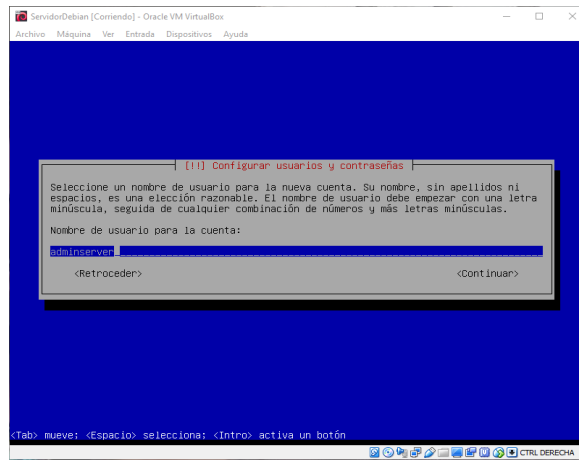 ServidorDebian [Corriendo] - Oracle VM VirtualBox
Archivo Máquina Ver Entrada Dispositivos Ayuda
[!!] Configurar usuarios y contraseñas
Seleccione un nombre de usuario para la nueva cuenta. Su nombre, sin apellidos ni
espacios, es una elección razonable. El nombre de usuario debe empezar con una letra
minúscula, seguida de cualquier combinación de números y más letras minúsculas.
Nombre de usuario para la cuenta:
adminserver
<Retroceder> <Continuar>
<Tab> mueve; <Espacio> selecciona; <Intro> activa un botón
CTRL DERECHA